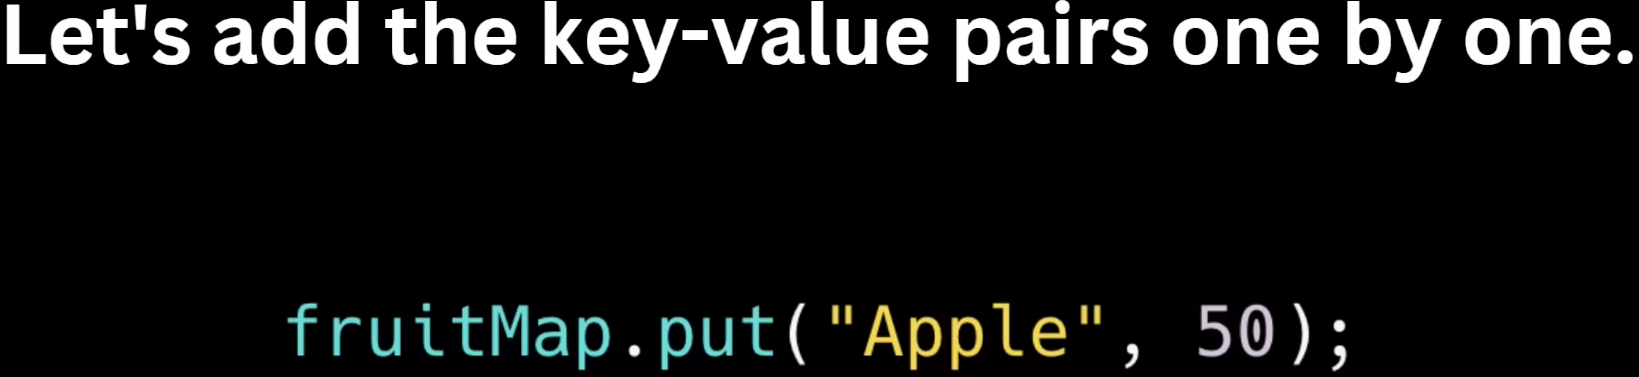 Let's add the key-value pairs one by one.
fruitMap.put("Apple", 50);